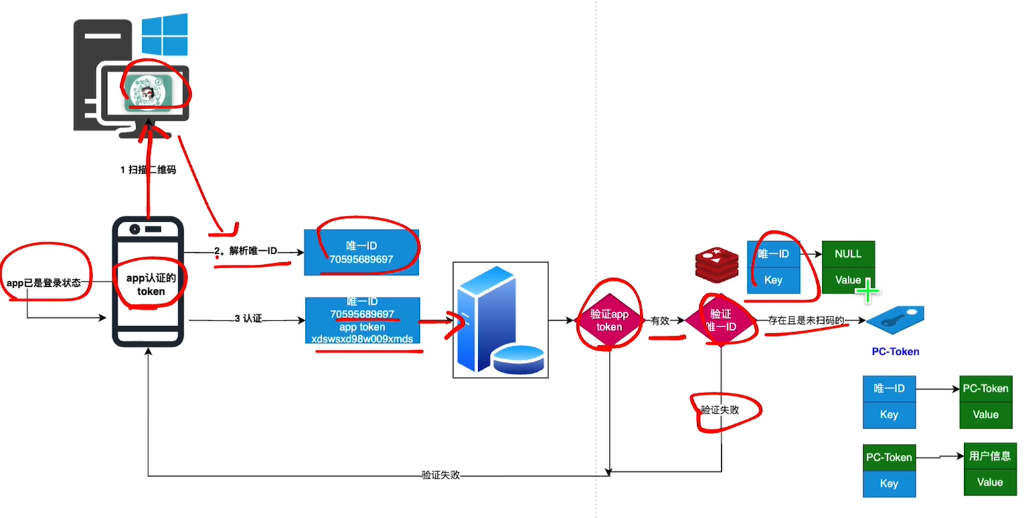 1 扫描二维码
app已是登录状态
app认证的
token
2。解析唯一ID
唯一ID
70595689697
3 认证
唯一ID
70595689697
app token
xdswsxd98w009xmds
验证app
token
有效
验证
唯一ID
存在且是未扫码的
唯一ID
Key
NULL
Value
PC-Token
唯一ID
Key
PC-Token
Value
PC-Token
Key
用户信息
Value
验证失败
验证失败